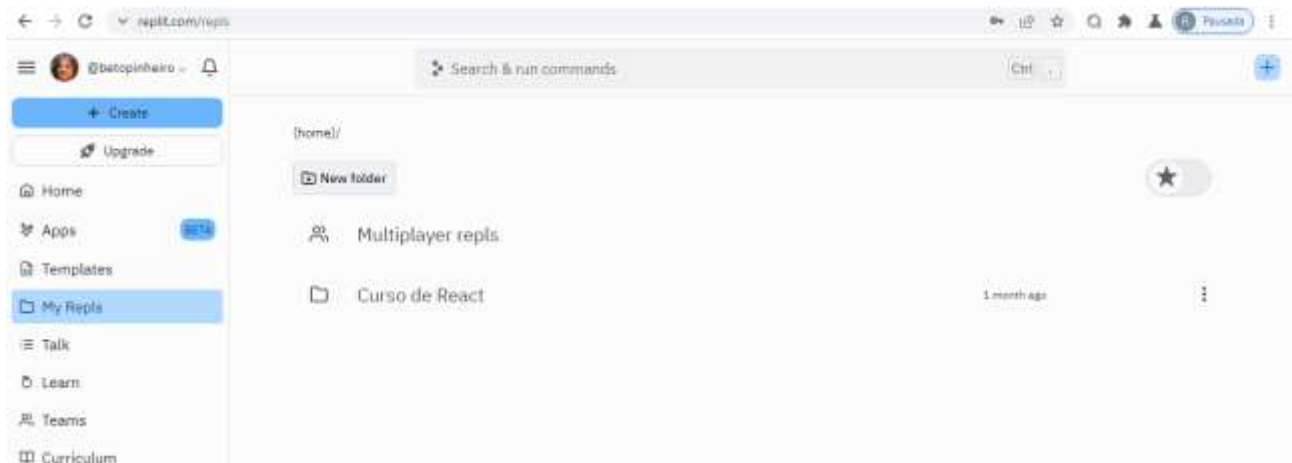 replit.com/repls
Pausada
@betopinheiro
Search & run commands
Ctrl .
+ Create
Upgrade
{home}/
New folder
Home
Apps
BETA
Multiplayer repls
Templates
My Repls
Curso de React
1 month ago
Talk
Learn
Teams
Curriculum